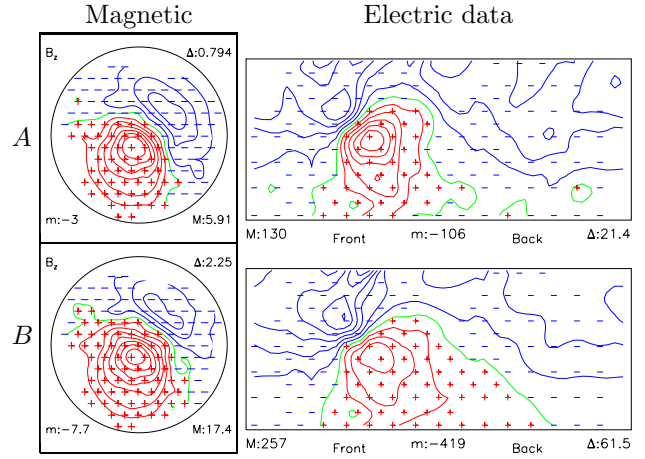 Magnetic Electric data
B_z Δ:0.794
A
m:-3 M:5.91 M:130 m:-106 Δ:21.4
Front Back
B_z Δ:2.25
B
m:-7.7 M:17.4 M:257 m:-419 Δ:61.5
Front Back